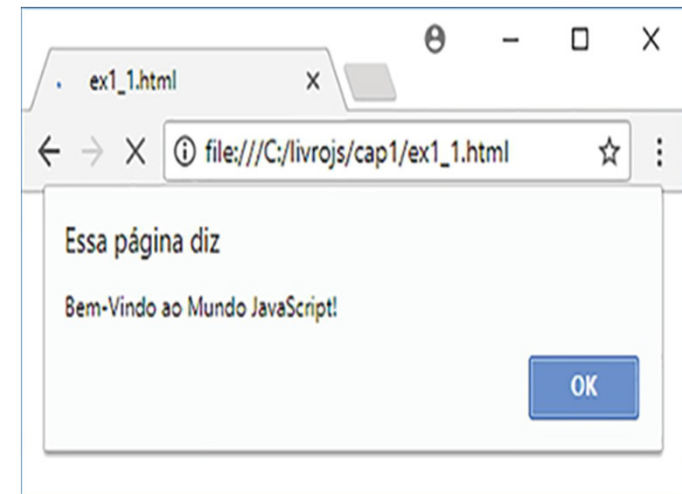 ex1_1.html
file:///C:/livrojs/cap1/ex1_1.html
Essa página diz
Bem-Vindo ao Mundo JavaScript!
OK